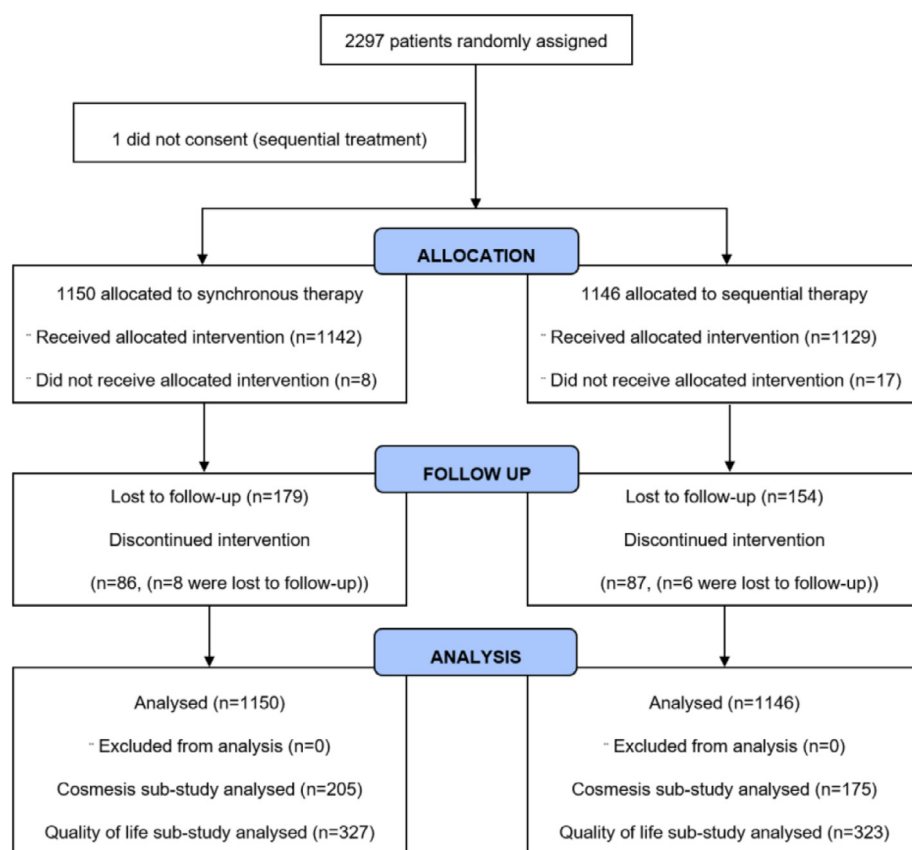 2297 patients randomly assigned
1 did not consent (sequential treatment)
ALLOCATION
1150 allocated to synchronous therapy
¨ Received allocated intervention (n=1142)
¨ Did not receive allocated intervention (n=8)
1146 allocated to sequential therapy
¨ Received allocated intervention (n=1129)
¨ Did not receive allocated intervention (n=17)
FOLLOW UP
Lost to follow-up (n=179)
Discontinued intervention
(n=86, (n=8 were lost to follow-up))
Lost to follow-up (n=154)
Discontinued intervention
(n=87, (n=6 were lost to follow-up))
ANALYSIS
Analysed (n=1150)
¨ Excluded from analysis (n=0)
Cosmesis sub-study analysed (n=205)
Quality of life sub-study analysed (n=327)
Analysed (n=1146)
¨ Excluded from analysis (n=0)
Cosmesis sub-study analysed (n=175)
Quality of life sub-study analysed (n=323)